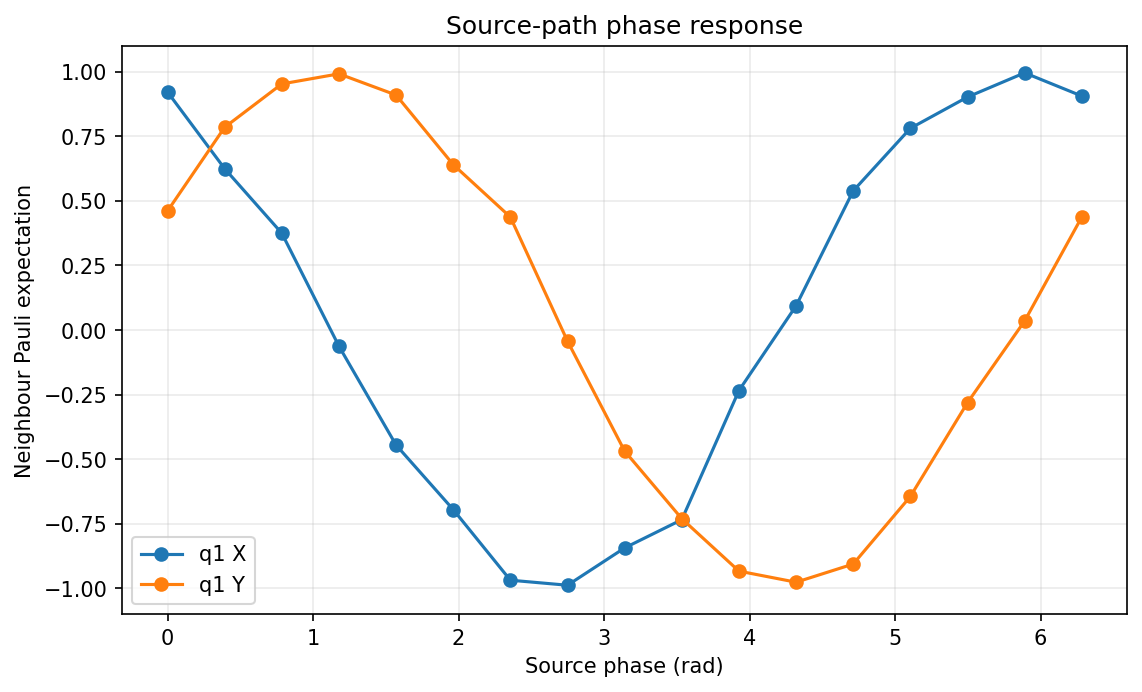 Source-path phase response
Neighbour Pauli expectation
1.00
0.75
0.50
0.25
0.00
−0.25
−0.50
−0.75
−1.00
q1 X
q1 Y
0 1 2 3 4 5 6
Source phase (rad)